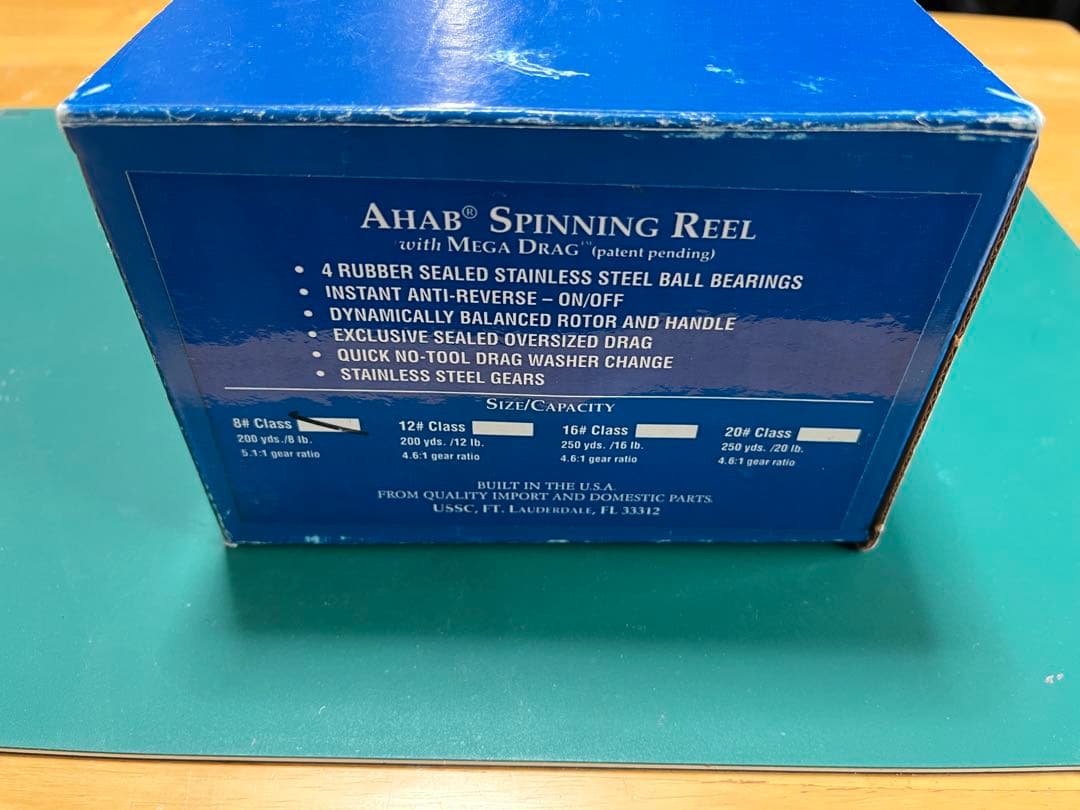 AHAB® SPINNING REEL
with MEGA DRAG™ (patent pending)
• 4 RUBBER SEALED STAINLESS STEEL BALL BEARINGS
• INSTANT ANTI-REVERSE – ON/OFF
• DYNAMICALLY BALANCED ROTOR AND HANDLE
• EXCLUSIVE SEALED OVERSIZED DRAG
• QUICK NO-TOOL DRAG WASHER CHANGE
• STAINLESS STEEL GEARS
SIZE/CAPACITY
8# Class 12# Class 16# Class 20# Class
200 yds./8 lb. 200 yds./12 lb. 250 yds./16 lb. 250 yds./20 lb.
5.1:1 gear ratio 4.6:1 gear ratio 4.6:1 gear ratio 4.6:1 gear ratio
BUILT IN THE U.S.A.
FROM QUALITY IMPORT AND DOMESTIC PARTS.
USSC, FT. LAUDERDALE, FL 33312